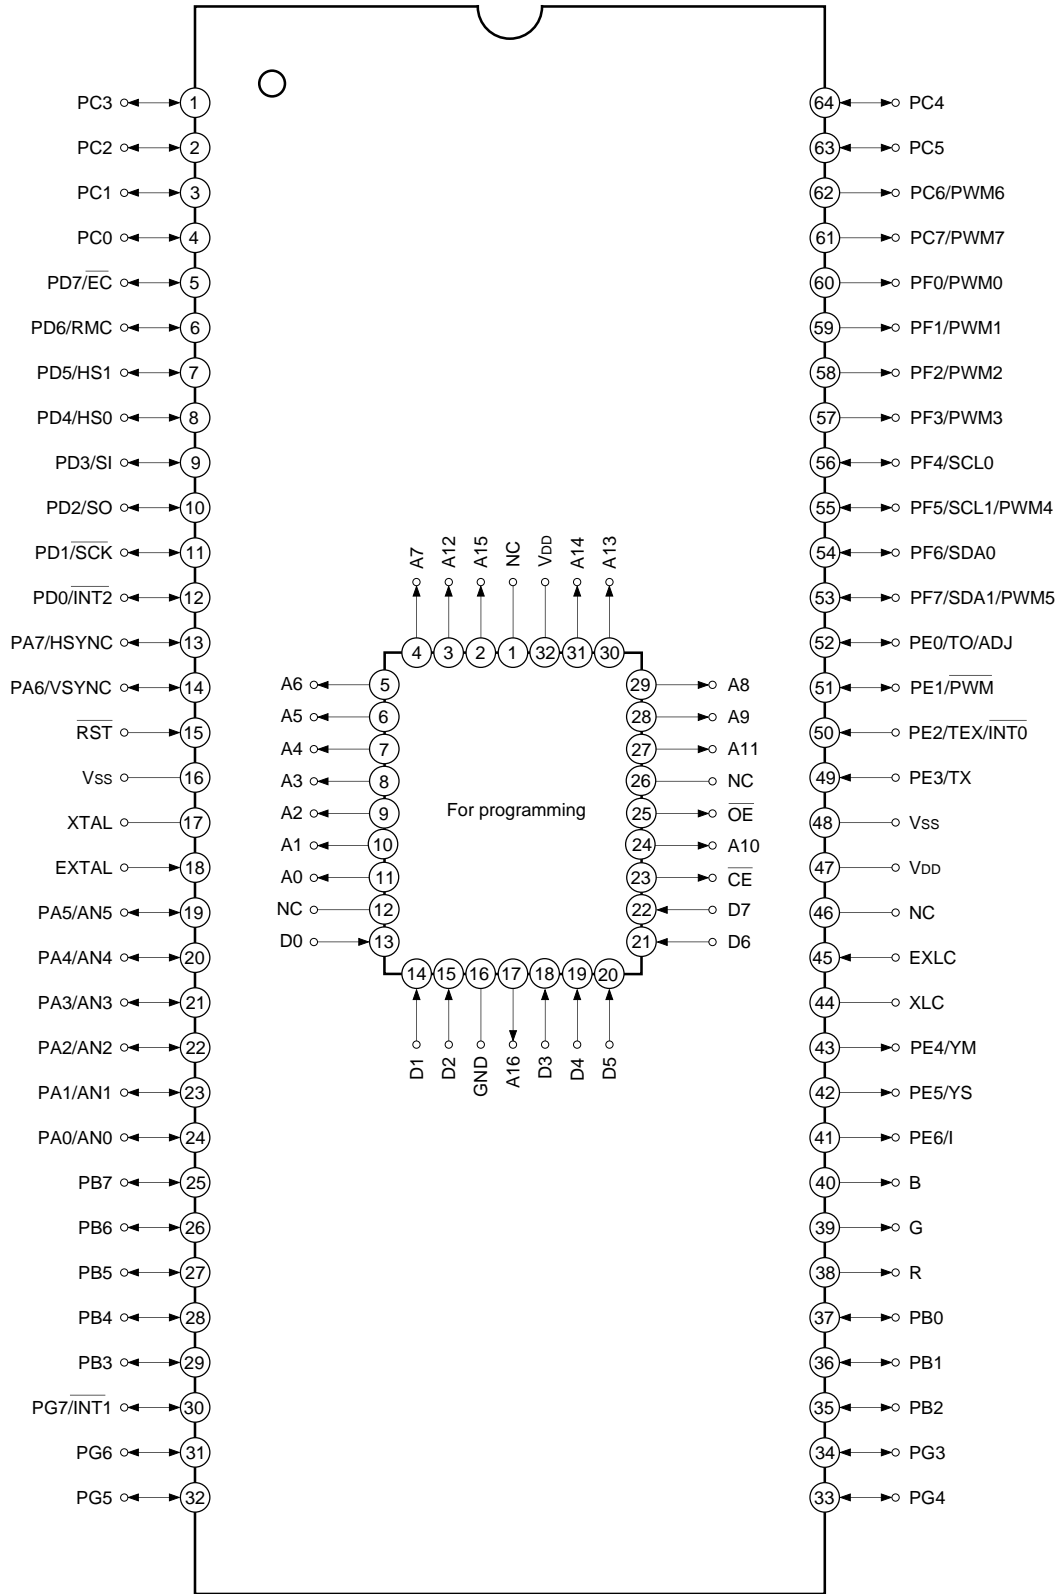 PC3 1 64 PC4
PC2 2 63 PC5
PC1 3 62 PC6/PWM6
PC0 4 61 PC7/PWM7
PD7/EC 5 60 PF0/PWM0
PD6/RMC 6 59 PF1/PWM1
PD5/HS1 7 58 PF2/PWM2
PD4/HS0 8 57 PF3/PWM3
PD3/SI 9 56 PF4/SCL0
PD2/SO 10 55 PF5/SCL1/PWM4
PD1/SCK 11 54 PF6/SDA0
PD0/INT2 12 53 PF7/SDA1/PWM5
PA7/HSYNC 13 52 PE0/TO/ADJ
PA6/VSYNC 14 51 PE1/PWM
RST 15 50 PE2/TEX/INT0
Vss 16 49 PE3/TX
XTAL 17 48 Vss
EXTAL 18 47 VDD
PA5/AN5 19 46 NC
PA4/AN4 20 45 EXLC
PA3/AN3 21 44 XLC
PA2/AN2 22 43 PE4/YM
PA1/AN1 23 42 PE5/YS
PA0/AN0 24 41 PE6/I
PB7 25 40 B
PB6 26 39 G
PB5 27 38 R
PB4 28 37 PB0
PB3 29 36 PB1
PG7/INT1 30 35 PB2
PG6 31 34 PG3
PG5 32 33 PG4
A7 A12 A15 NC VDD A14 A13
4 3 2 1 32 31 30
A6 5 29 A8
A5 6 28 A9
A4 7 27 A11
A3 8 26 NC
For programming
A2 9 25 OE
A1 10 24 A10
A0 11 23 CE
NC 12 22 D7
D0 13 21 D6
14 15 16 17 18 19 20
D1 D2 GND A16 D3 D4 D5